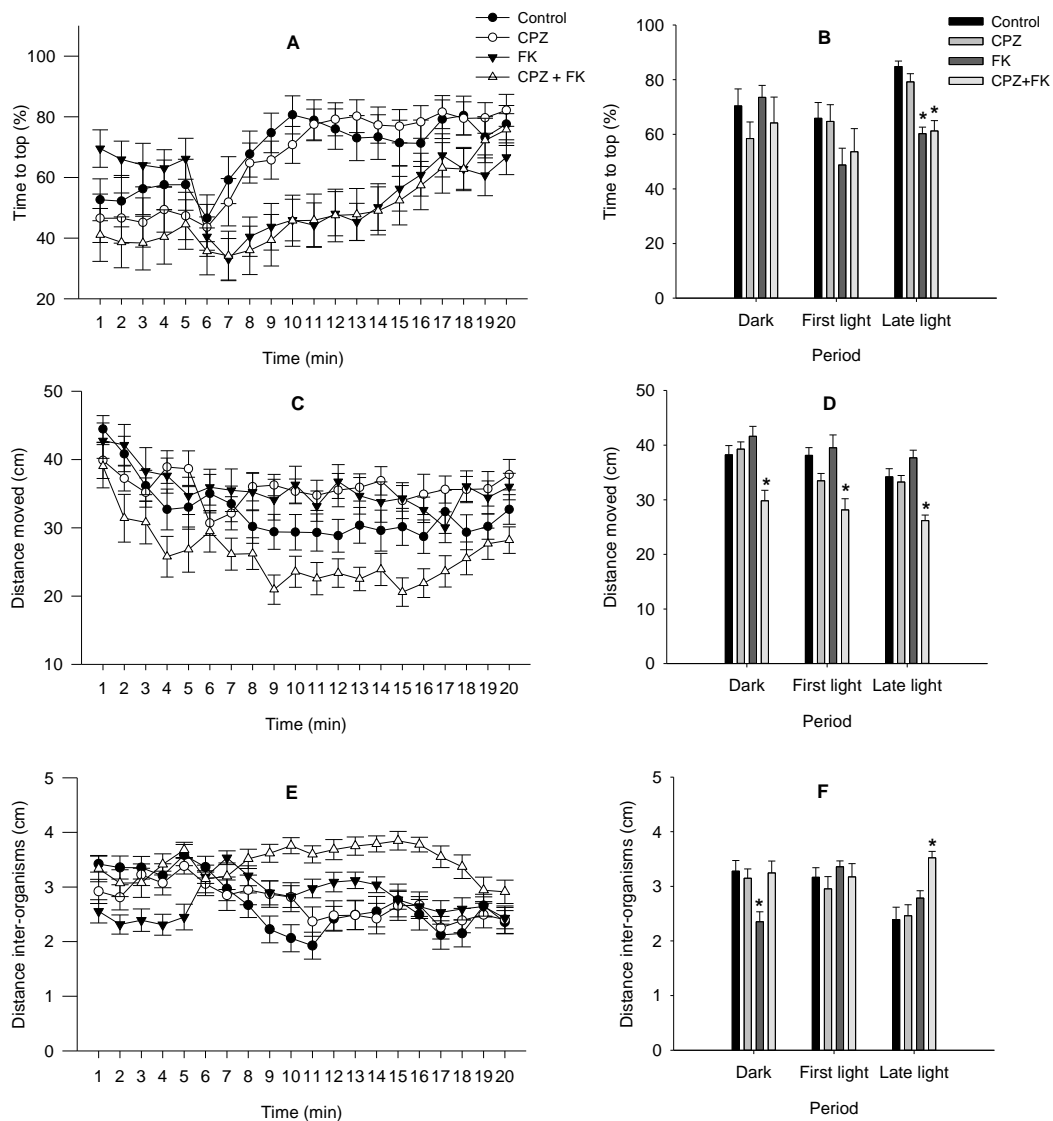 Control
CPZ
FK
CPZ + FK
A
Time to top (%)
100
80
60
40
20
1 2 3 4 5 6 7 8 9 10 11 12 13 14 15 16 17 18 19 20
Time (min)
Control
CPZ
FK
CPZ+FK
B
Time to top (%)
100
80
60
40
20
0
* *
Dark First light Late light
Period
C
Distance moved (cm)
50
40
30
20
10
1 2 3 4 5 6 7 8 9 10 11 12 13 14 15 16 17 18 19 20
Time (min)
D
Distance moved (cm)
50
40
30
20
10
0
* * *
Dark First light Late light
Period
E
Distance inter-organisms (cm)
5
4
3
2
1
0
1 2 3 4 5 6 7 8 9 10 11 12 13 14 15 16 17 18 19 20
Time (min)
F
Distance inter-organisms (cm)
5
4
3
2
1
0
* *
Dark First light Late light
Period